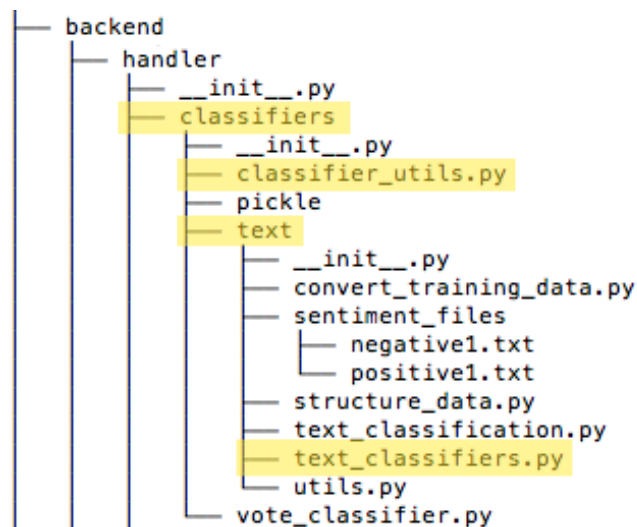 backend
handler
__init__.py
classifiers
__init__.py
classifier_utils.py
pickle
text
__init__.py
convert_training_data.py
sentiment_files
negative1.txt
positive1.txt
structure_data.py
text_classification.py
text_classifiers.py
utils.py
vote_classifier.py